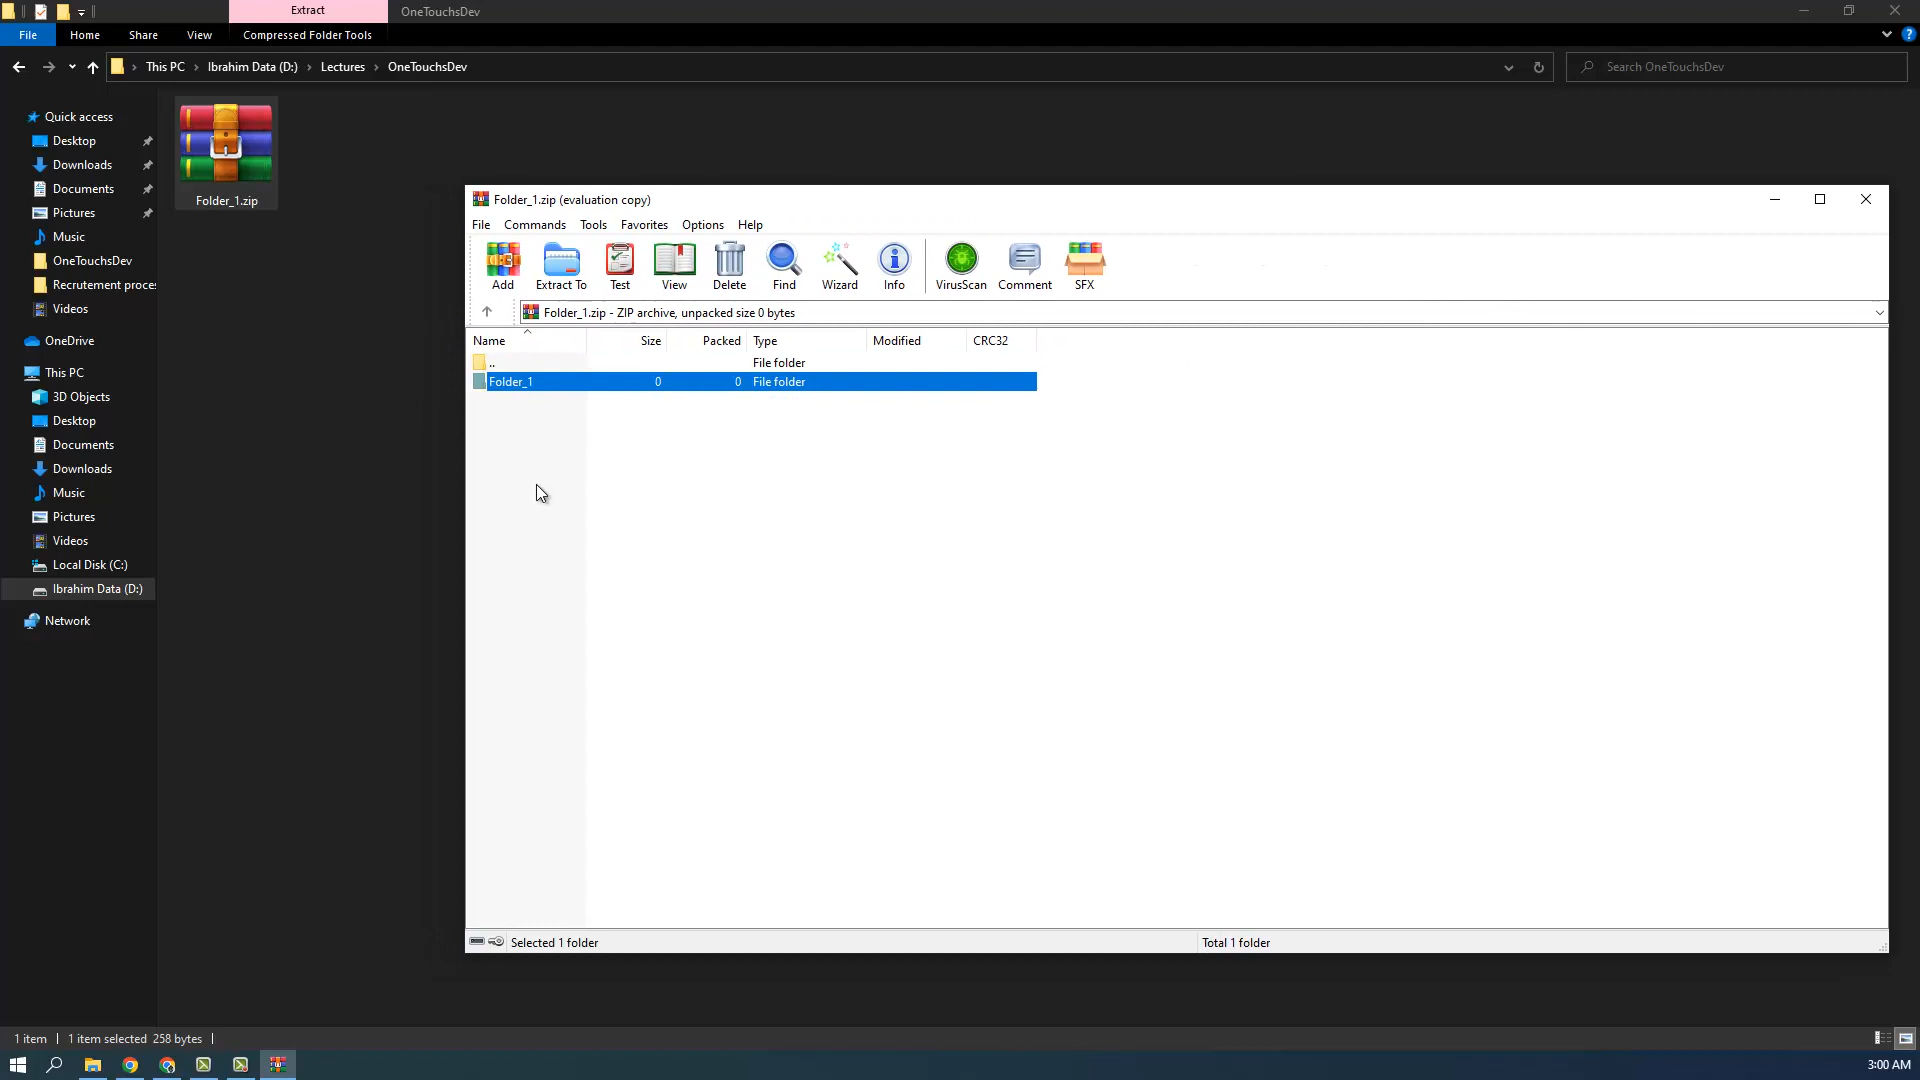 Extract
OneTouchsDev
File Home Share View Compressed Folder Tools
This PC Ibrahim Data (D:) Lectures OneTouchsDev
Search OneTouchsDev
Quick access
Desktop
Downloads
Documents
Pictures
Music
OneTouchsDev
Recrutement proces
Videos
OneDrive
This PC
3D Objects
Desktop
Documents
Downloads
Music
Pictures
Videos
Local Disk (C:)
Ibrahim Data (D:)
Network
Folder_1.zip
Folder_1.zip (evaluation copy)
File Commands Tools Favorites Options Help
Add Extract To Test View Delete Find Wizard Info VirusScan Comment SFX
Folder_1.zip - ZIP archive, unpacked size 0 bytes
Name Size Packed Type Modified CRC32
.. File folder
Folder_1 0 0 File folder
Selected 1 folder
Total 1 folder
1 item 1 item selected 258 bytes
3:00 AM